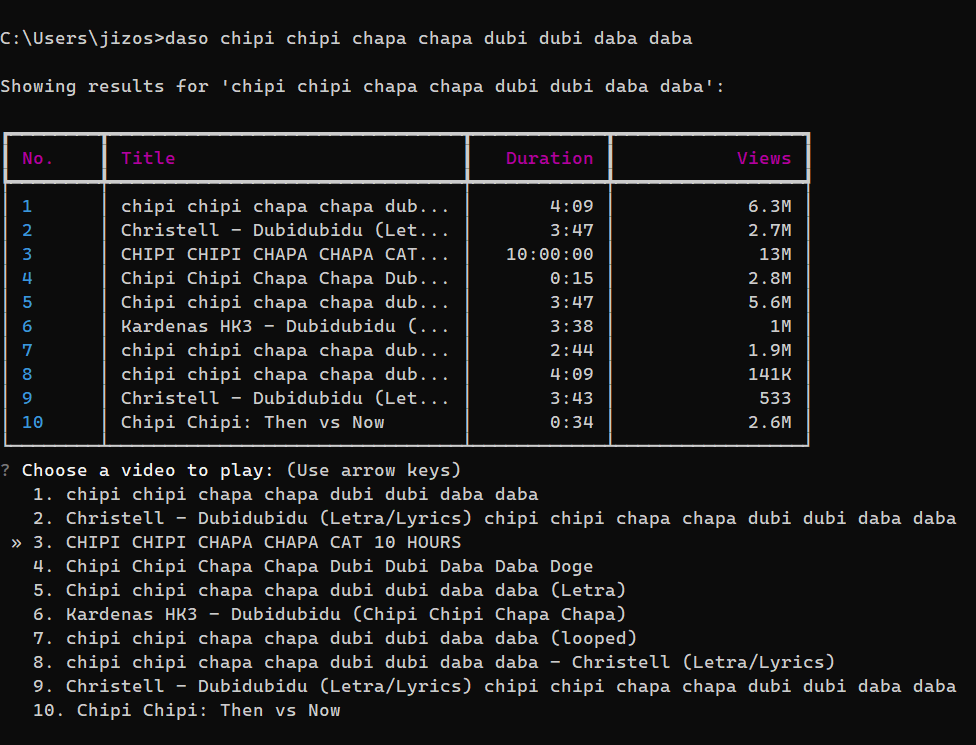 C:\Users\jizos>daso chipi chipi chapa chapa dubi dubi daba daba
Showing results for 'chipi chipi chapa chapa dubi dubi daba daba':
No. Title Duration Views
1 chipi chipi chapa chapa dub... 4:09 6.3M
2 Christell - Dubidubidu (Let... 3:47 2.7M
3 CHIPI CHIPI CHAPA CHAPA CAT... 10:00:00 13M
4 Chipi Chipi Chapa Chapa Dub... 0:15 2.8M
5 Chipi chipi chapa chapa dub... 3:47 5.6M
6 Kardenas HK3 - Dubidubidu (... 3:38 1M
7 chipi chipi chapa chapa dub... 2:44 1.9M
8 chipi chipi chapa chapa dub... 4:09 141K
9 Christell - Dubidubidu (Let... 3:43 533
10 Chipi Chipi: Then vs Now 0:34 2.6M
? Choose a video to play: (Use arrow keys)
1. chipi chipi chapa chapa dubi dubi daba daba
2. Christell - Dubidubidu (Letra/Lyrics) chipi chipi chapa chapa dubi dubi daba daba
» 3. CHIPI CHIPI CHAPA CHAPA CAT 10 HOURS
4. Chipi Chipi Chapa Chapa Dubi Dubi Daba Daba Doge
5. Chipi chipi chapa chapa dubi dubi daba daba (Letra)
6. Kardenas HK3 - Dubidubidu (Chipi Chipi Chapa Chapa)
7. chipi chipi chapa chapa dubi dubi daba daba (looped)
8. chipi chipi chapa chapa dubi dubi daba daba - Christell (Letra/Lyrics)
9. Christell - Dubidubidu (Letra/Lyrics) chipi chipi chapa chapa dubi dubi daba daba
10. Chipi Chipi: Then vs Now